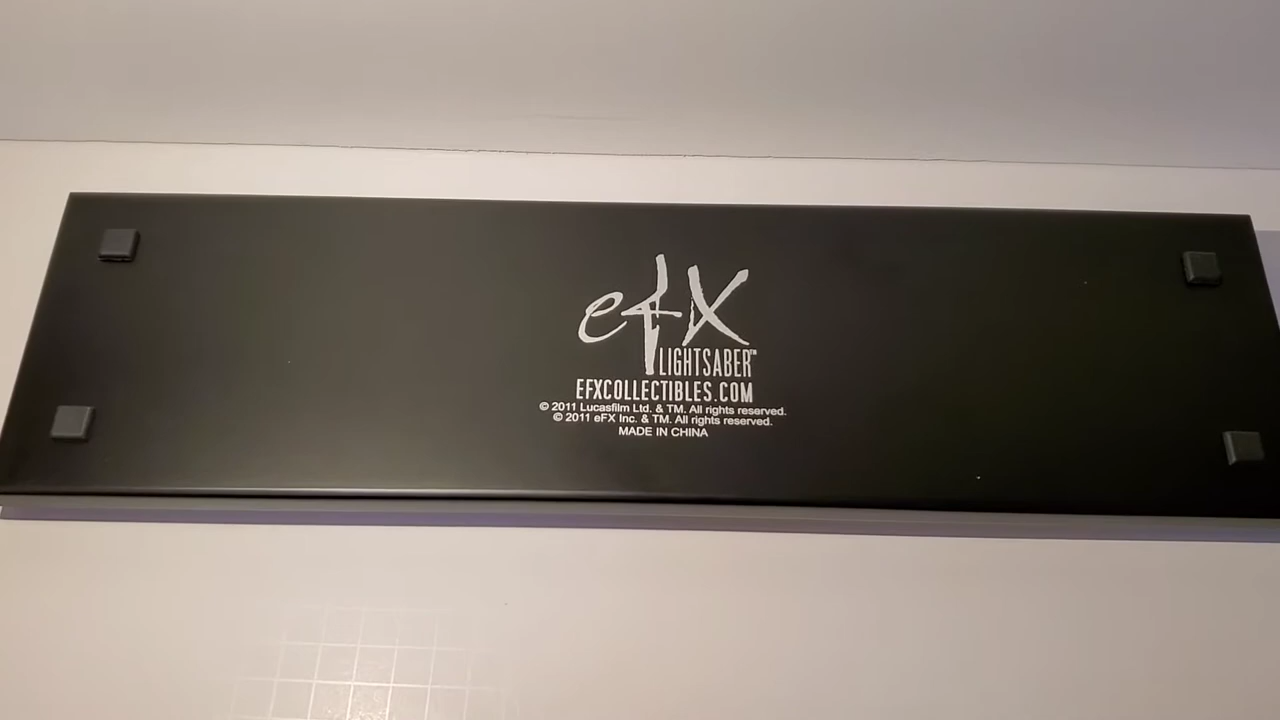 efX
LIGHTSABER™
EFXCOLLECTIBLES.COM
© 2011 Lucasfilm Ltd. & TM. All rights reserved.
© 2011 eFX Inc. & TM. All rights reserved.
MADE IN CHINA